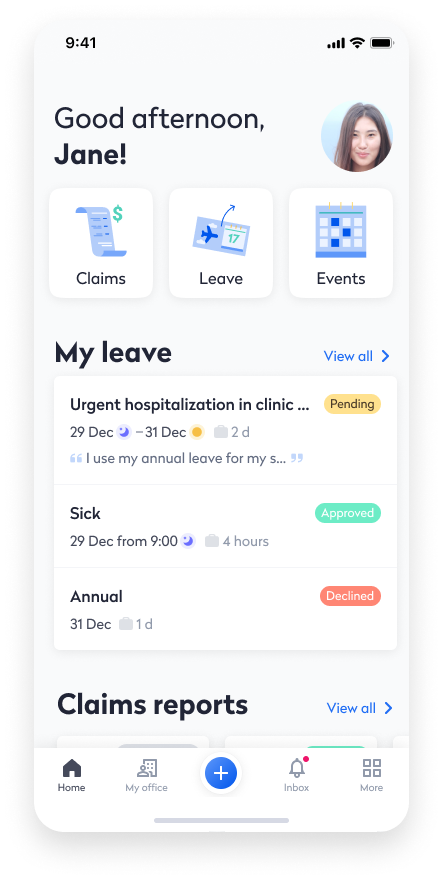 9:41
Good afternoon,
Jane!
$
17
Claims
Leave
Events
My leave
View all
Urgent hospitalization in clinic ...
Pending
29 Dec – 31 Dec 2 d
“ I use my annual leave for my s... ”
Sick
Approved
29 Dec from 9:00 4 hours
Annual
Declined
31 Dec 1 d
Claims reports
View all
Home
My office
Inbox
More